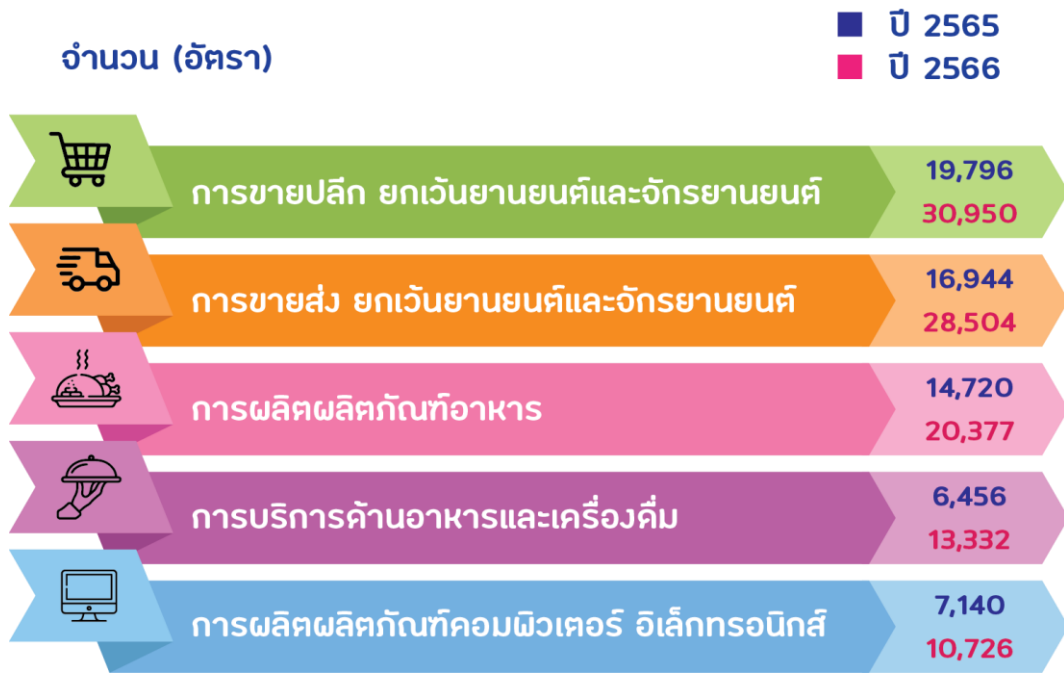 จำนวน (อัตรา)
ปี 2565
ปี 2566
การขายปลีก ยกเว้นยานยนต์และจักรยานยนต์
19,796
30,950
การขายส่ง ยกเว้นยานยนต์และจักรยานยนต์
16,944
28,504
การผลิตผลิตภัณฑ์อาหาร
14,720
20,377
การบริการด้านอาหารและเครื่องดื่ม
6,456
13,332
การผลิตผลิตภัณฑ์คอมพิวเตอร์ อิเล็กทรอนิกส์
7,140
10,726